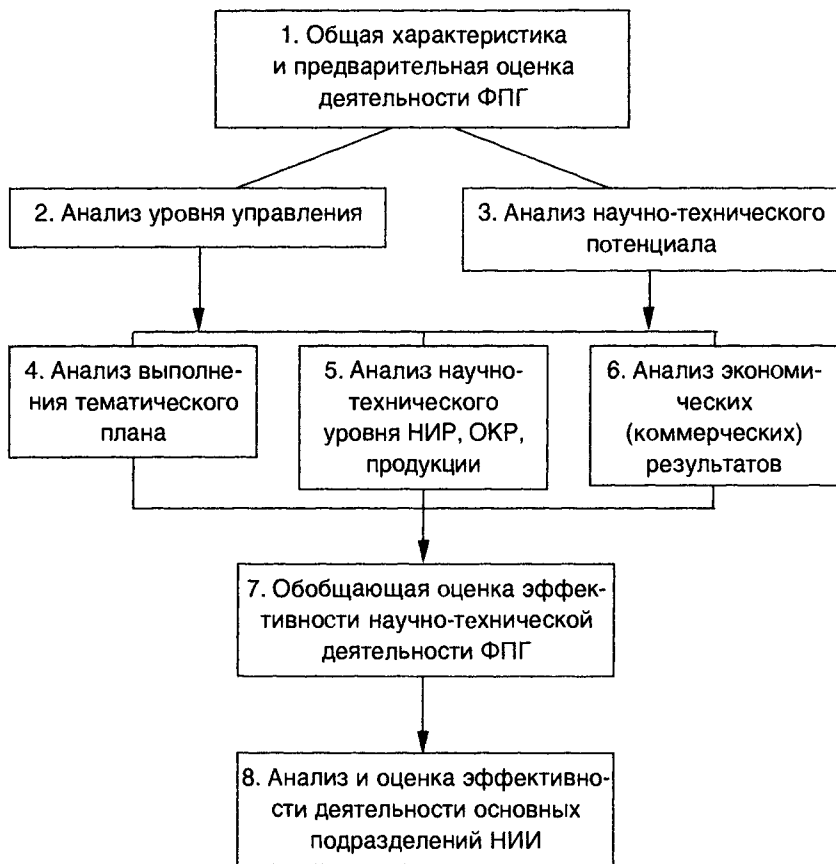 1. Общая характеристика
и предварительная оценка
деятельности ФПГ
2. Анализ уровня управления
3. Анализ научно-технического
потенциала
4. Анализ выполне-
ния тематического
плана
5. Анализ научно-
технического
уровня НИР, ОКР,
продукции
6. Анализ экономи-
ческих
(коммерческих)
результатов
7. Обобщающая оценка эффек-
тивности научно-технической
деятельности ФПГ
8. Анализ и оценка эффективно-
сти деятельности основных
подразделений НИИ